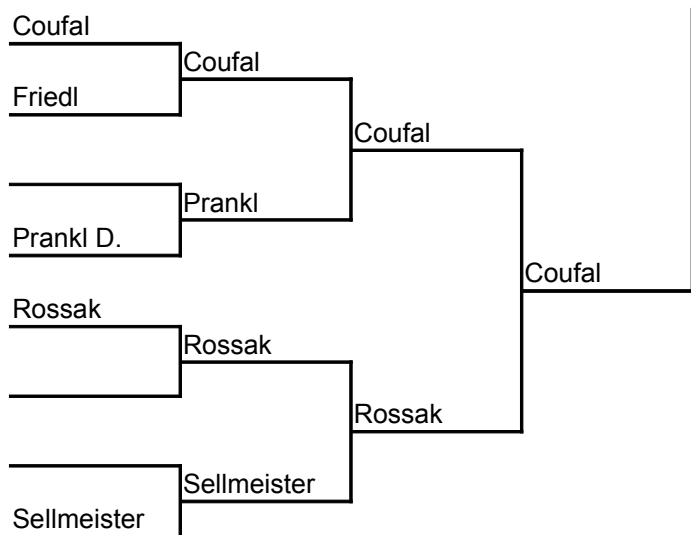 Coufal
Coufal
Friedl
Coufal
Prankl
Prankl D.
Coufal
Rossak
Rossak
Rossak
Sellmeister
Sellmeister